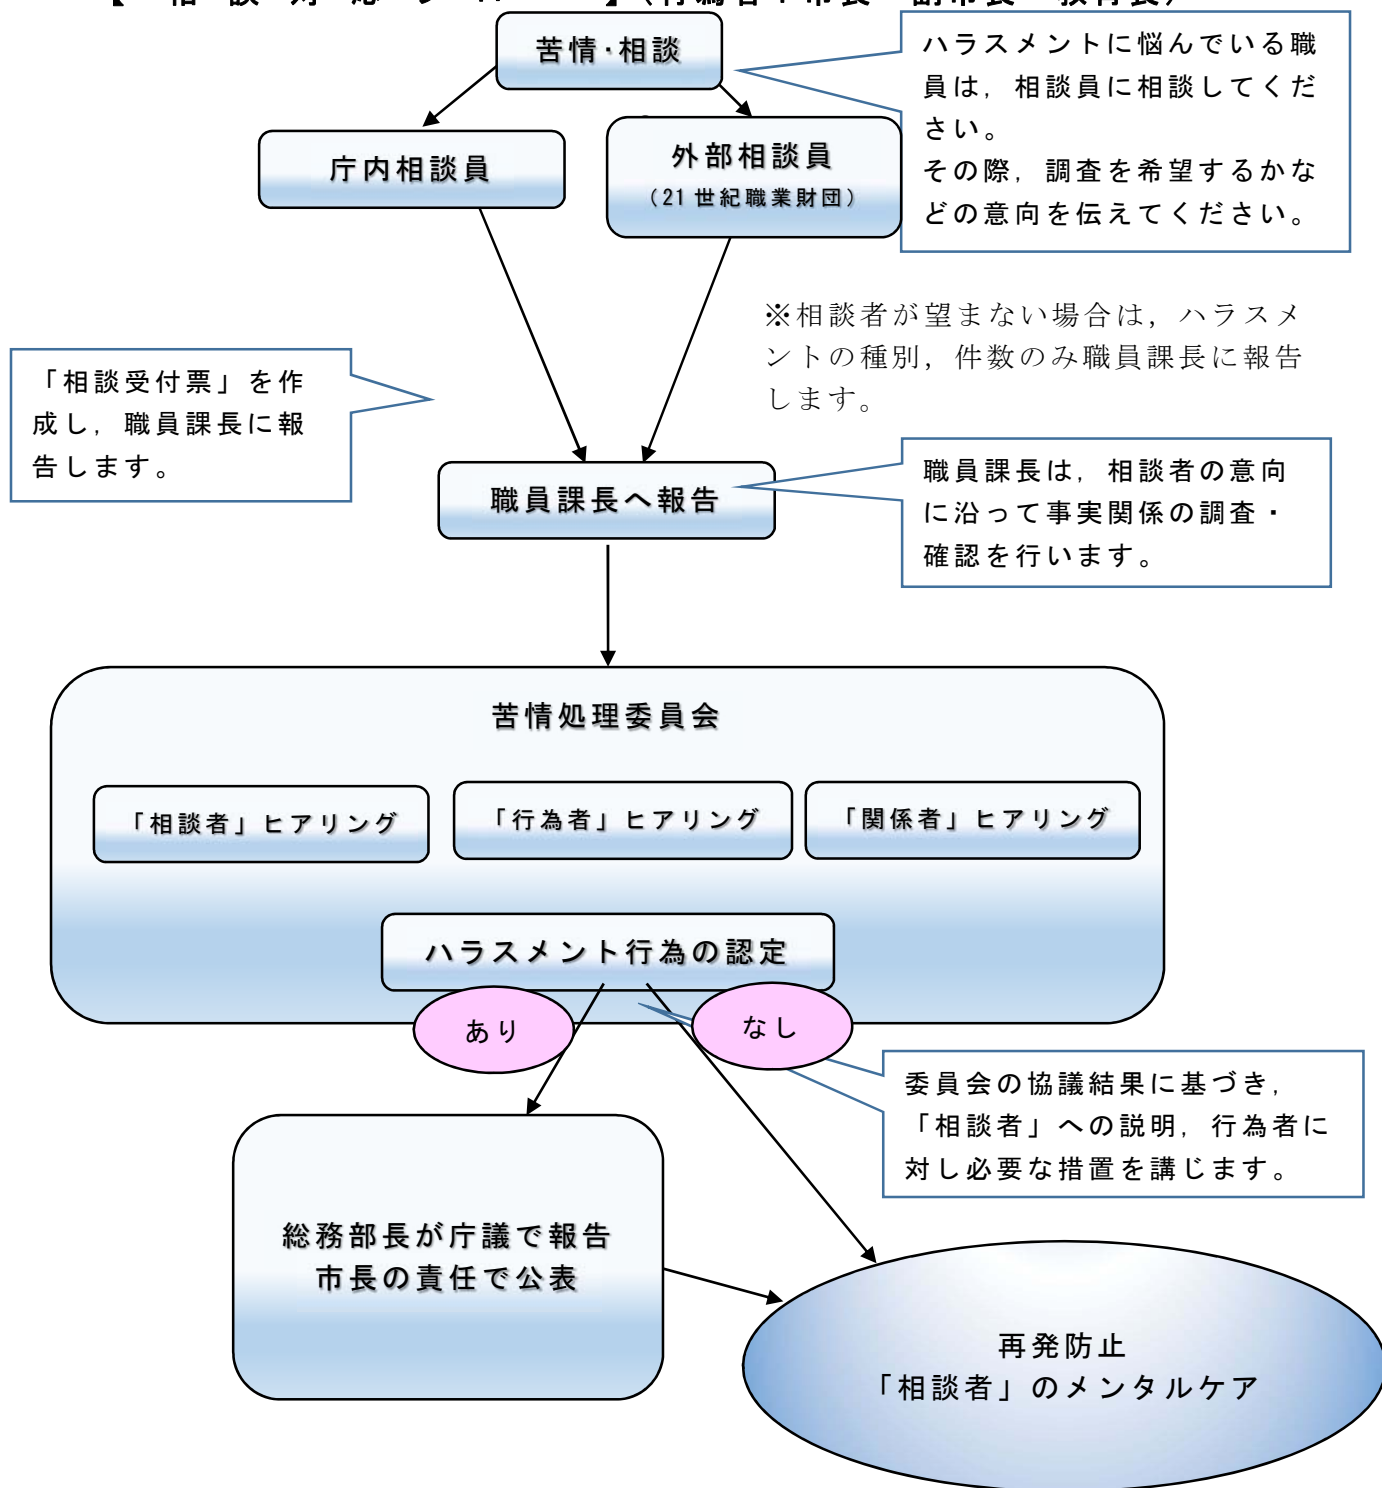 苦情・相談
ハラスメントに悩んでいる職
員は，相談員に相談してくだ
さい。
その際，調査を希望するかな
どの意向を伝えてください。
庁内相談員
外部相談員
（21世紀職業財団）
※相談者が望まない場合は，ハラスメ
ントの種別，件数のみ職員課長に報告
します。
「相談受付票」を作
成し，職員課長に報
告します。
職員課長へ報告
職員課長は，相談者の意向
に沿って事実関係の調査・
確認を行います。
苦情処理委員会
「相談者」ヒアリング
「行為者」ヒアリング
「関係者」ヒアリング
ハラスメント行為の認定
あり
なし
委員会の協議結果に基づき，
「相談者」への説明，行為者に
対し必要な措置を講じます。
総務部長が庁議で報告
市長の責任で公表
再発防止
「相談者」のメンタルケア